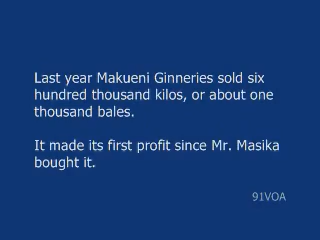 Last year Makueni Ginneries sold six
hundred thousand kilos, or about one
thousand bales.
It made its first profit since Mr. Masika
bought it.
91VOA